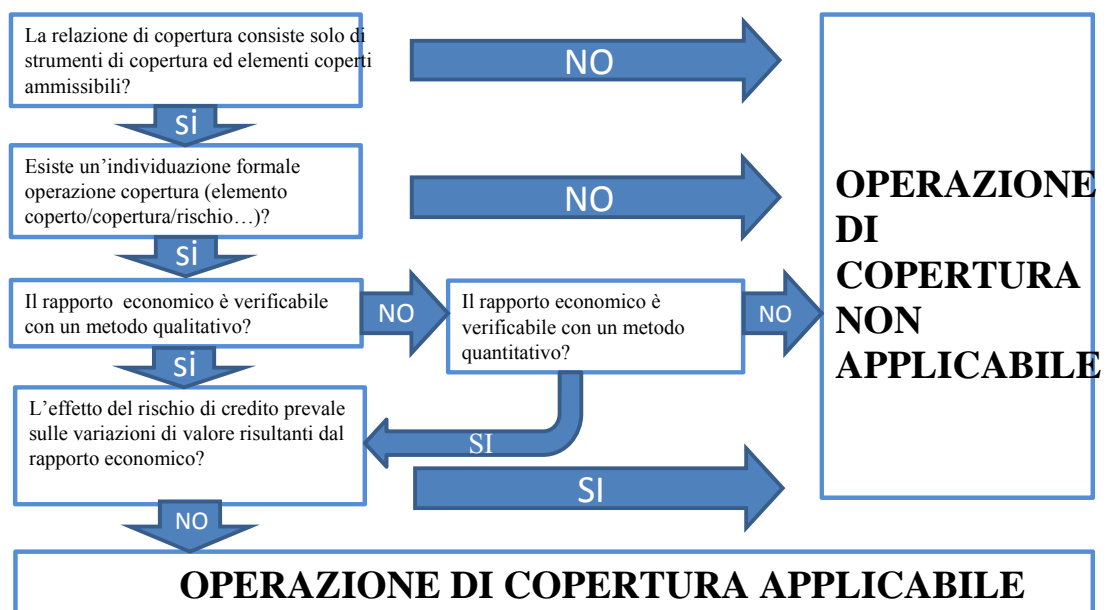 La relazione di copertura consiste solo di
strumenti di copertura ed elementi coperti
ammissibili?
NO
si
Esiste un'individuazione formale
operazione copertura (elemento
coperto/copertura/rischio…)?
NO
si
Il rapporto economico è verificabile
con un metodo qualitativo?
NO
Il rapporto economico è
verificabile con un metodo
quantitativo?
NO
si
L'effetto del rischio di credito prevale
sulle variazioni di valore risultanti dal
rapporto economico?
SI
SI
NO
OPERAZIONE
DI
COPERTURA
NON
APPLICABILE
OPERAZIONE DI COPERTURA APPLICABILE